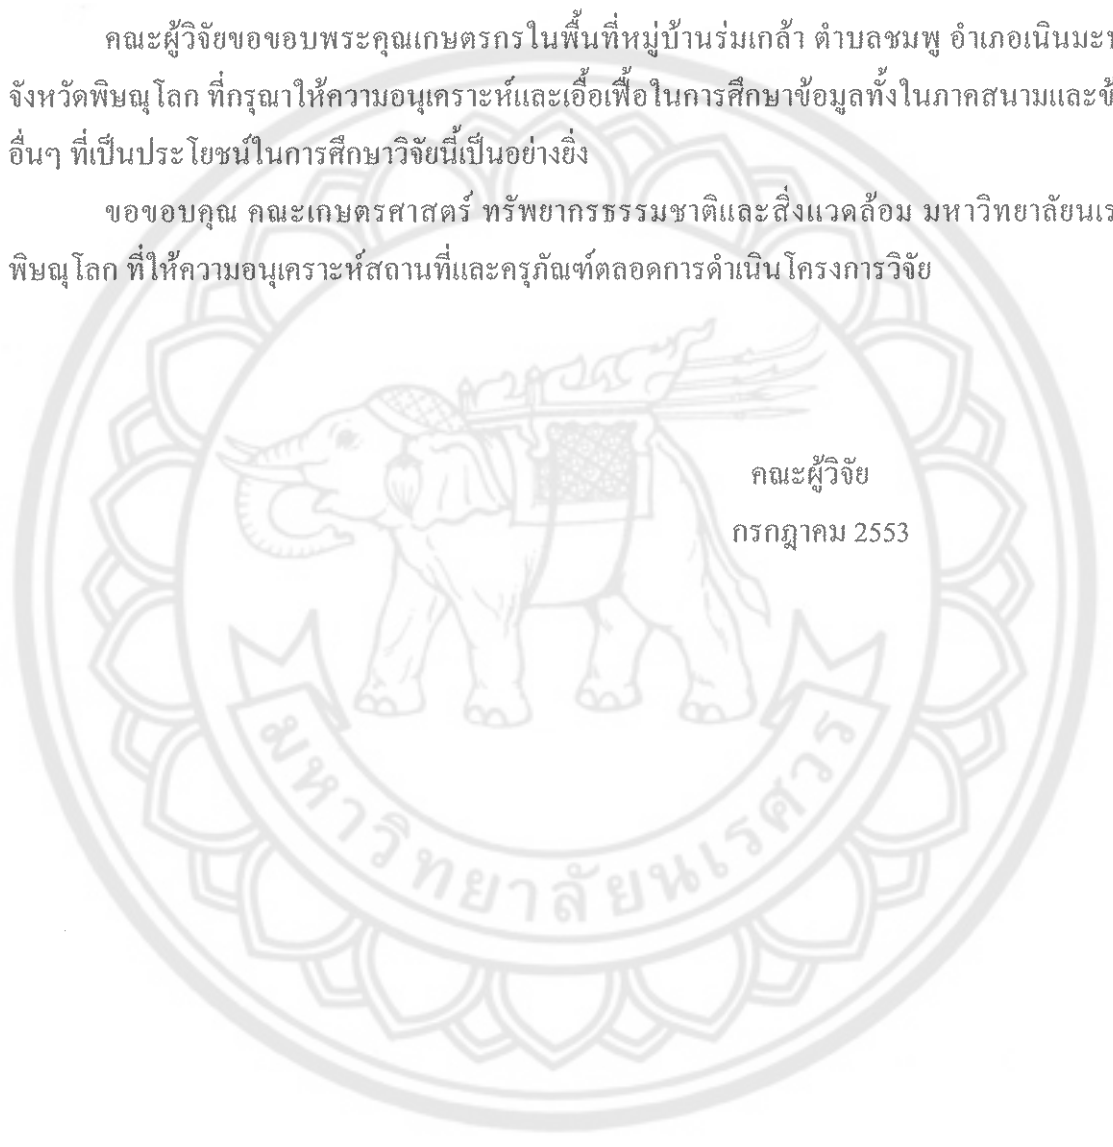 คณะผู้วิจัยขอขอบพระคุณเกษตรกรในพื้นที่หมู่บ้านร่มเกล้า ตำบลชมพู อำเภอเนินมะ
จังหวัดพิษณุโลก ที่กรุณาให้ความอนุเคราะห์และเอื้อเฟื้อในการศึกษาข้อมูลทั้งในภาคสนามและ
อื่นๆ ที่เป็นประโยชน์ในการศึกษาวิจัยนี้เป็นอย่างยิ่ง
ขอขอบคุณ คณะเกษตรศาสตร์ ทรัพยากรธรรมชาติและสิ่งแวดล้อม มหาวิทยาลัยนเร
พิษณุโลก ที่ให้ความอนุเคราะห์สถานที่และครุภัณฑ์ตลอดการดำเนินโครงการวิจัย
คณะผู้วิจัย
กรกฎาคม 2553
มหาวิทยาลัยนเรศวร